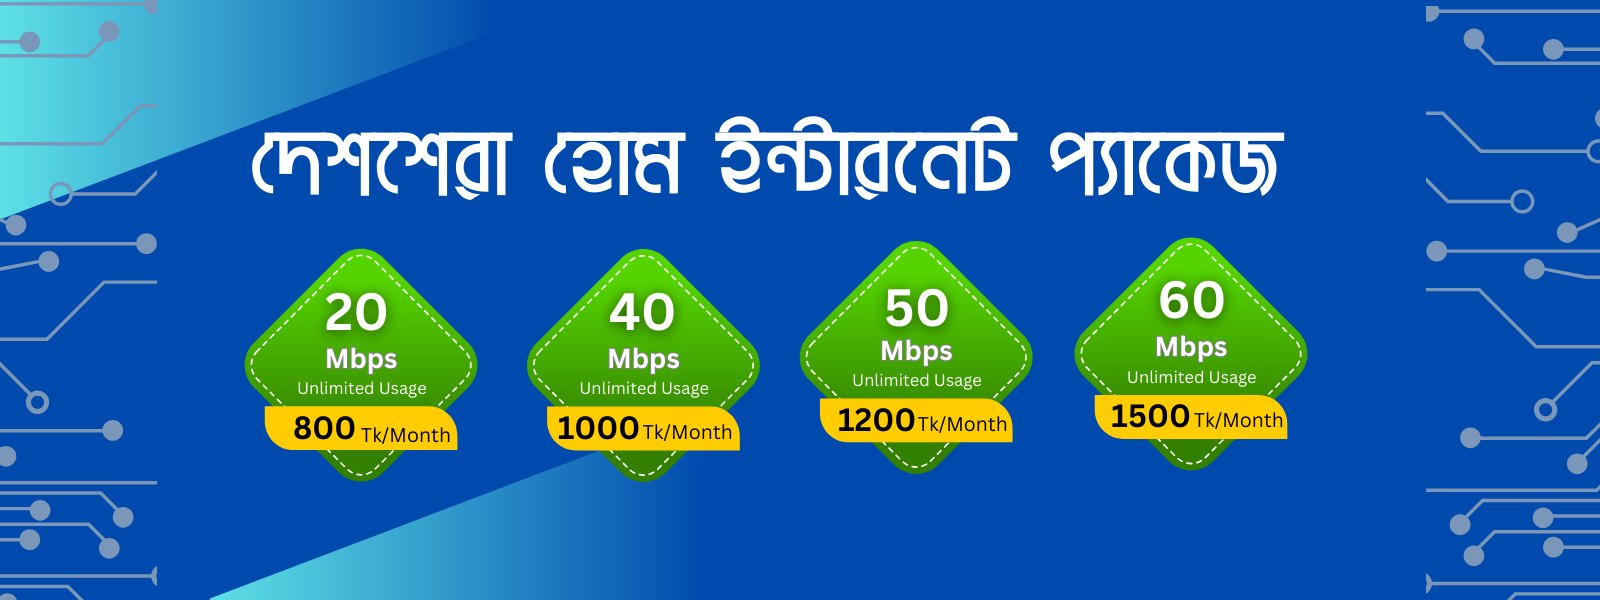 দেশশেরা হোম ইন্টারনেট প্যাকেজ
20
Mbps
Unlimited Usage
800 Tk/Month
40
Mbps
Unlimited Usage
1000 Tk/Month
50
Mbps
Unlimited Usage
1200 Tk/Month
60
Mbps
Unlimited Usage
1500 Tk/Month